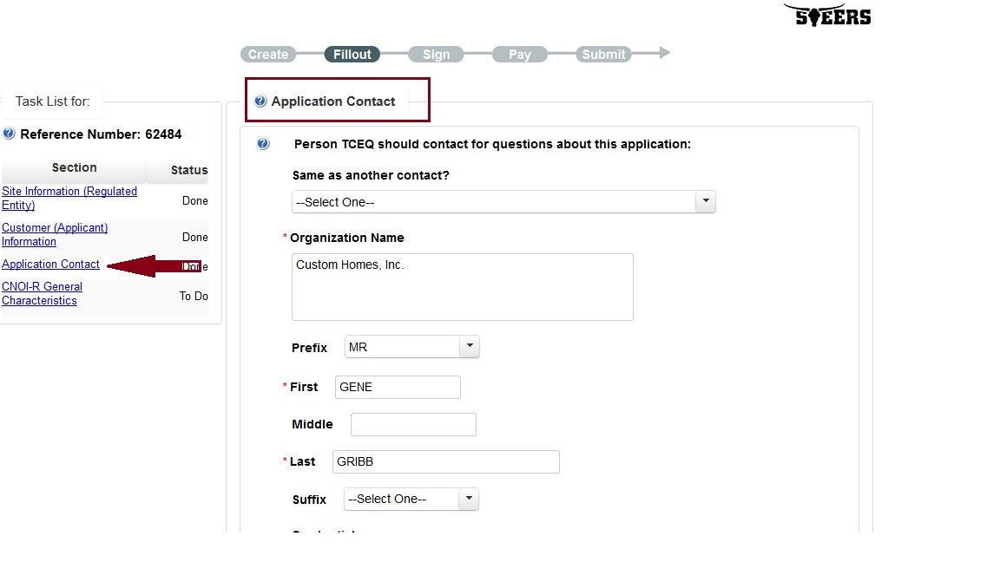 STEERS
Create Fillout Sign Pay Submit
Task List for:
Reference Number: 62484
Section Status
Site Information (Regulated
Entity) Done
Customer (Applicant)
Information Done
Application Contact Done
CNOI-R General
Characteristics To Do
Application Contact
Person TCEQ should contact for questions about this application:
Same as another contact?
--Select One--
* Organization Name
Custom Homes, Inc.
Prefix MR
* First GENE
Middle
* Last GRIBB
Suffix --Select One--